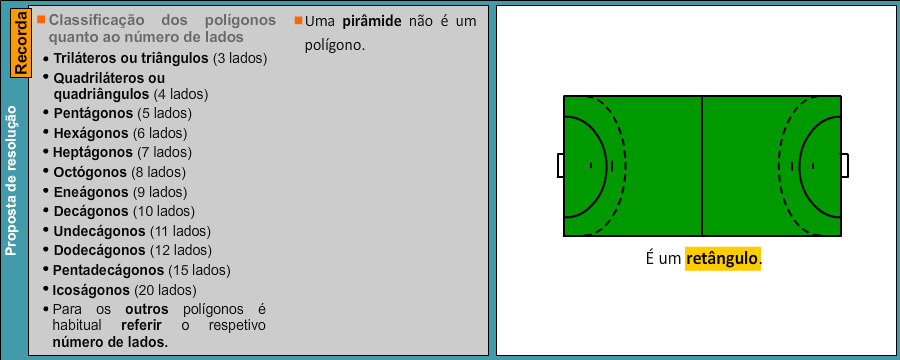 Recorda
Proposta de resolução
Classificação dos polígonos
quanto ao número de lados
• Triláteros ou triângulos (3 lados)
• Quadriláteros ou
quadriângulos (4 lados)
• Pentágonos (5 lados)
• Hexágonos (6 lados)
• Heptágonos (7 lados)
• Octógonos (8 lados)
• Eneágonos (9 lados)
• Decágonos (10 lados)
• Undecágonos (11 lados)
• Dodecágonos (12 lados)
• Pentadecágonos (15 lados)
• Icoságonos (20 lados)
• Para os outros polígonos é
habitual referir o respetivo
número de lados.
Uma pirâmide não é um
polígono.
É um retângulo.